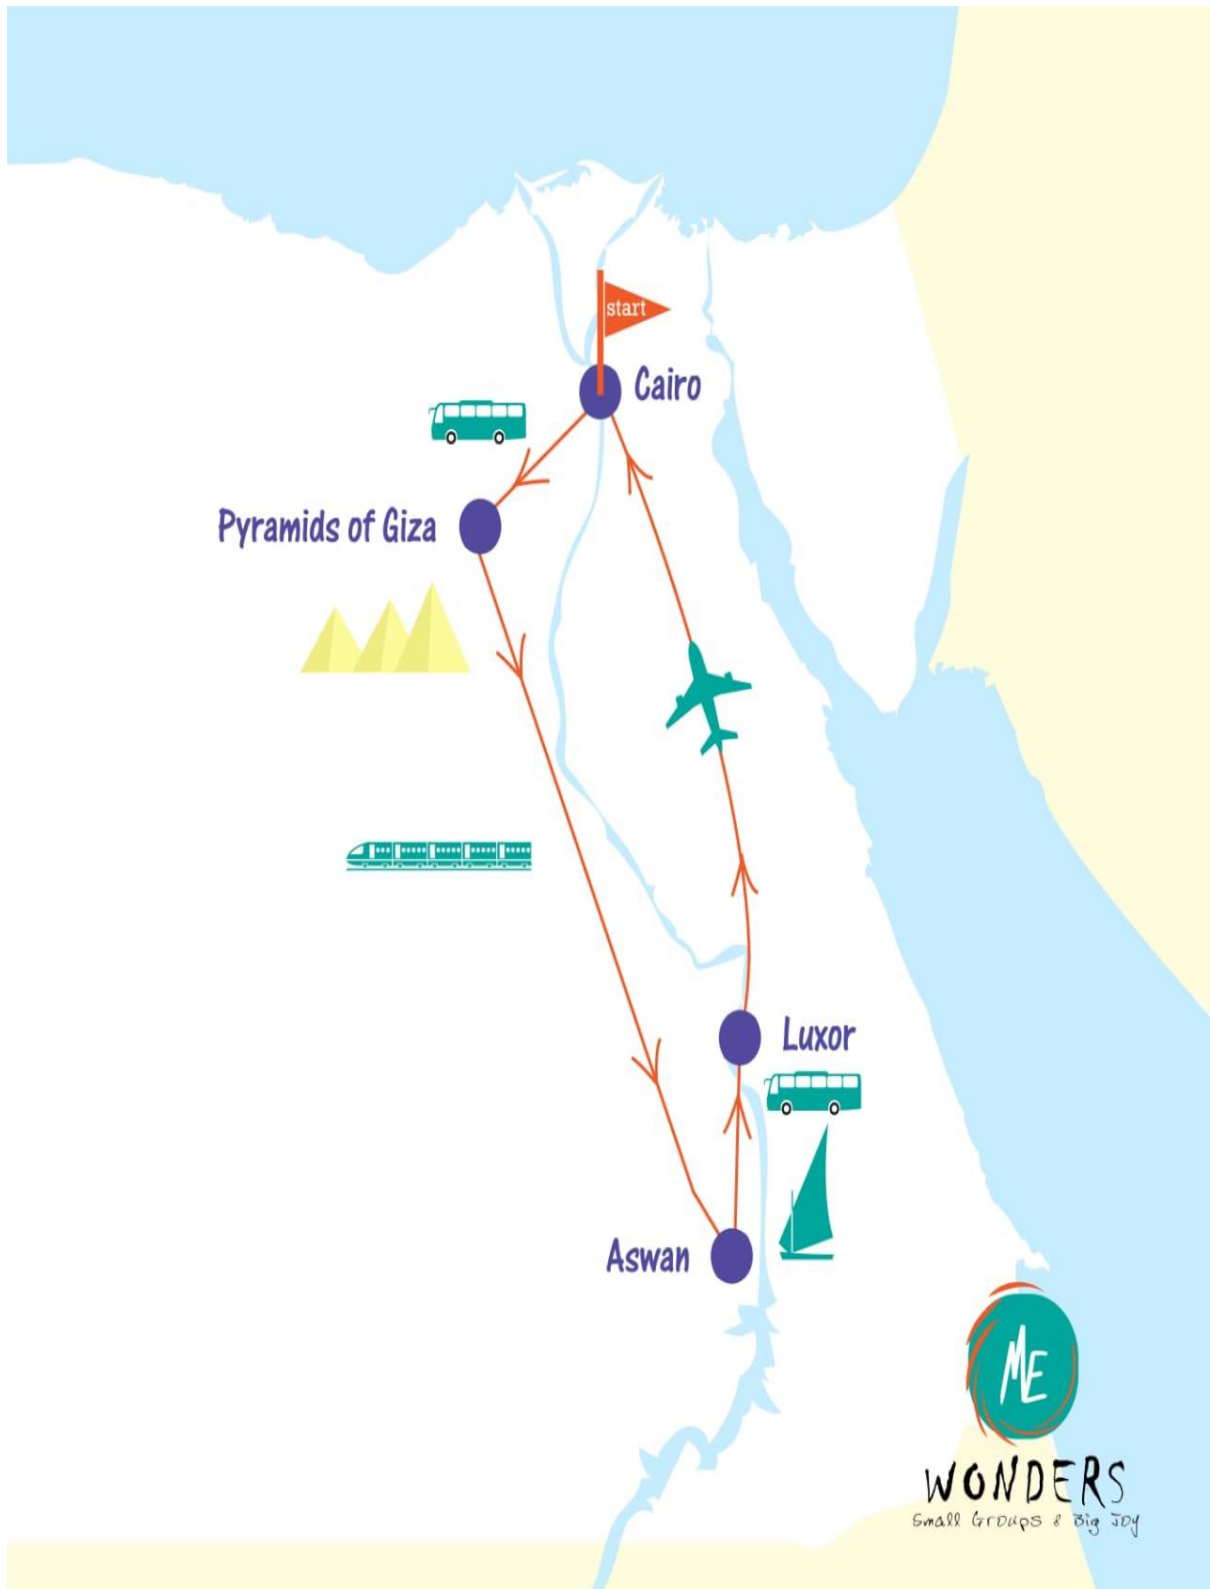 start
Cairo
Pyramids of Giza
Luxor
Aswan
ME
WONDERS
Small Groups & Big Joy